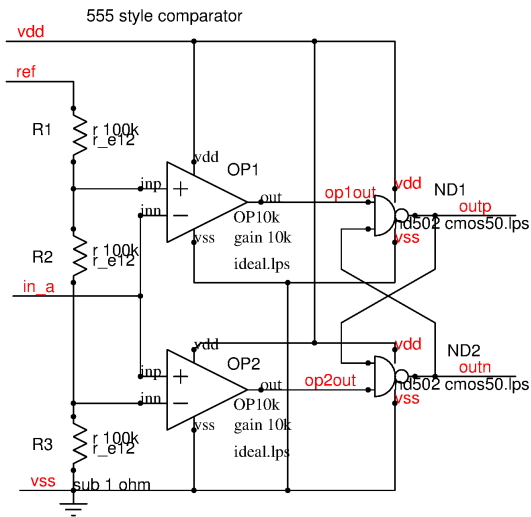 555 style comparator
vdd
ref
R1
r 100k
r_e12
vdd
OP1
inp
out
inn
OP10k
gain 10k
vss
ideal.lps
op1out
vdd
ND1
outp
nd502 cmos50.lps
vss
R2
r 100k
r_e12
in_a
vdd
OP2
inp
out
inn
OP10k
gain 10k
vss
ideal.lps
op2out
vdd
ND2
outn
nd502 cmos50.lps
vss
R3
r 100k
r_e12
vss
sub 1 ohm